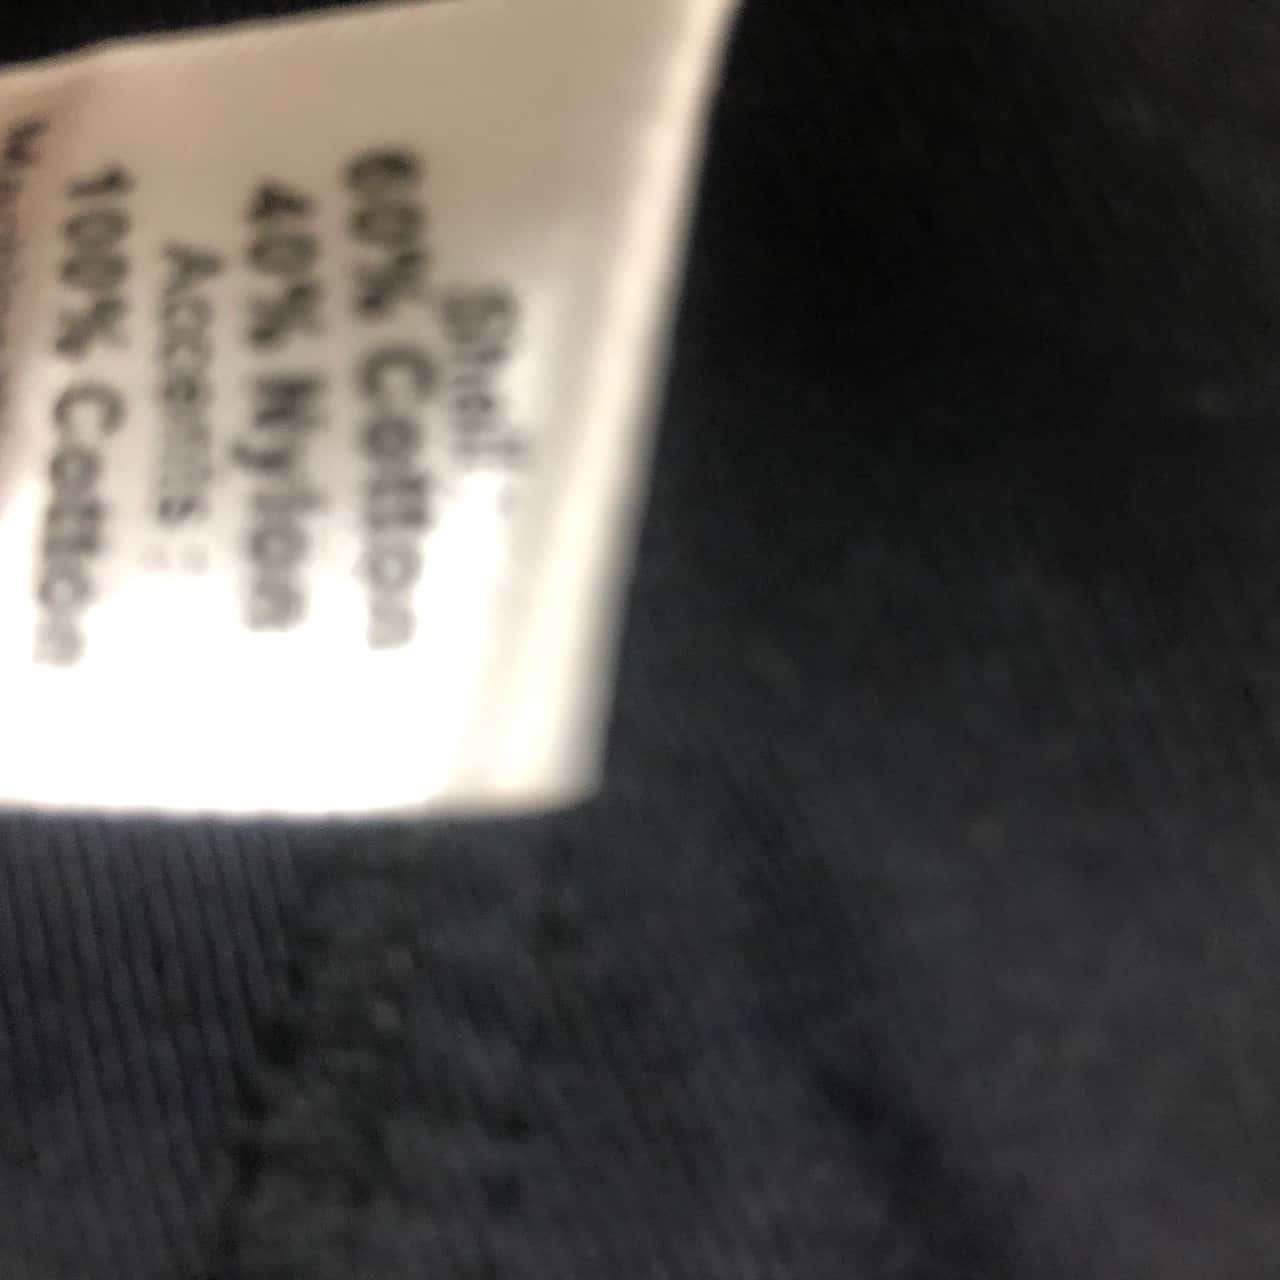 Shell
60% Cotton
40% Nylon
Accents
100% Cotton